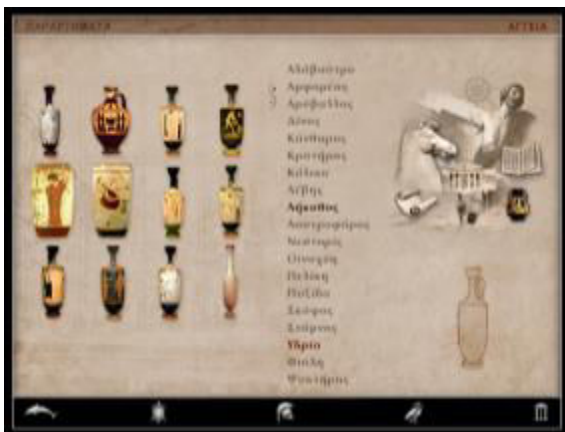 ΠΑΡΑΡΤΗΜΑΤΑ
ΑΓΓΕΙΑ
Αλάβαστρο
Αμφορέας
Αρύβαλλος
Δίνος
Κάνθαρος
Κρατήρας
Κύλικα
Λέβης
Λήκυθος
Λουτροφόρος
Νεστορίς
Οινοχόη
Πελίκη
Πυξίδα
Σκύφος
Στάμνος
Υδρία
Φιάλη
Ψυκτήρας